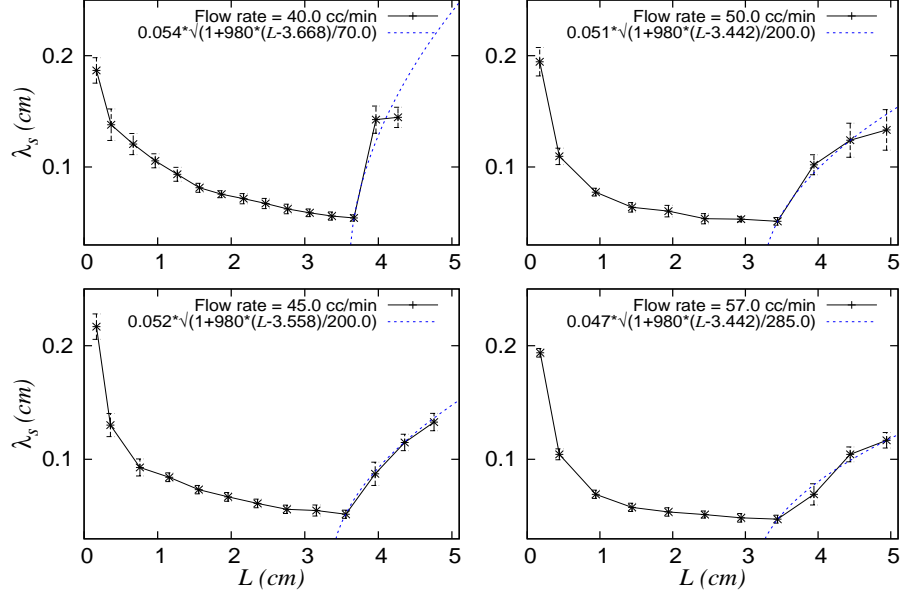 Flow rate = 40.0 cc/min
0.054*√(1+980*(L-3.668)/70.0)
0.2
0.1
λs (cm)
0 1 2 3 4 5
Flow rate = 50.0 cc/min
0.051*√(1+980*(L-3.442)/200.0)
0.2
0.1
0 1 2 3 4 5
Flow rate = 45.0 cc/min
0.052*√(1+980*(L-3.558)/200.0)
0.2
0.1
λs (cm)
0 1 2 3 4 5
L (cm)
Flow rate = 57.0 cc/min
0.047*√(1+980*(L-3.442)/285.0)
0.2
0.1
0 1 2 3 4 5
L (cm)